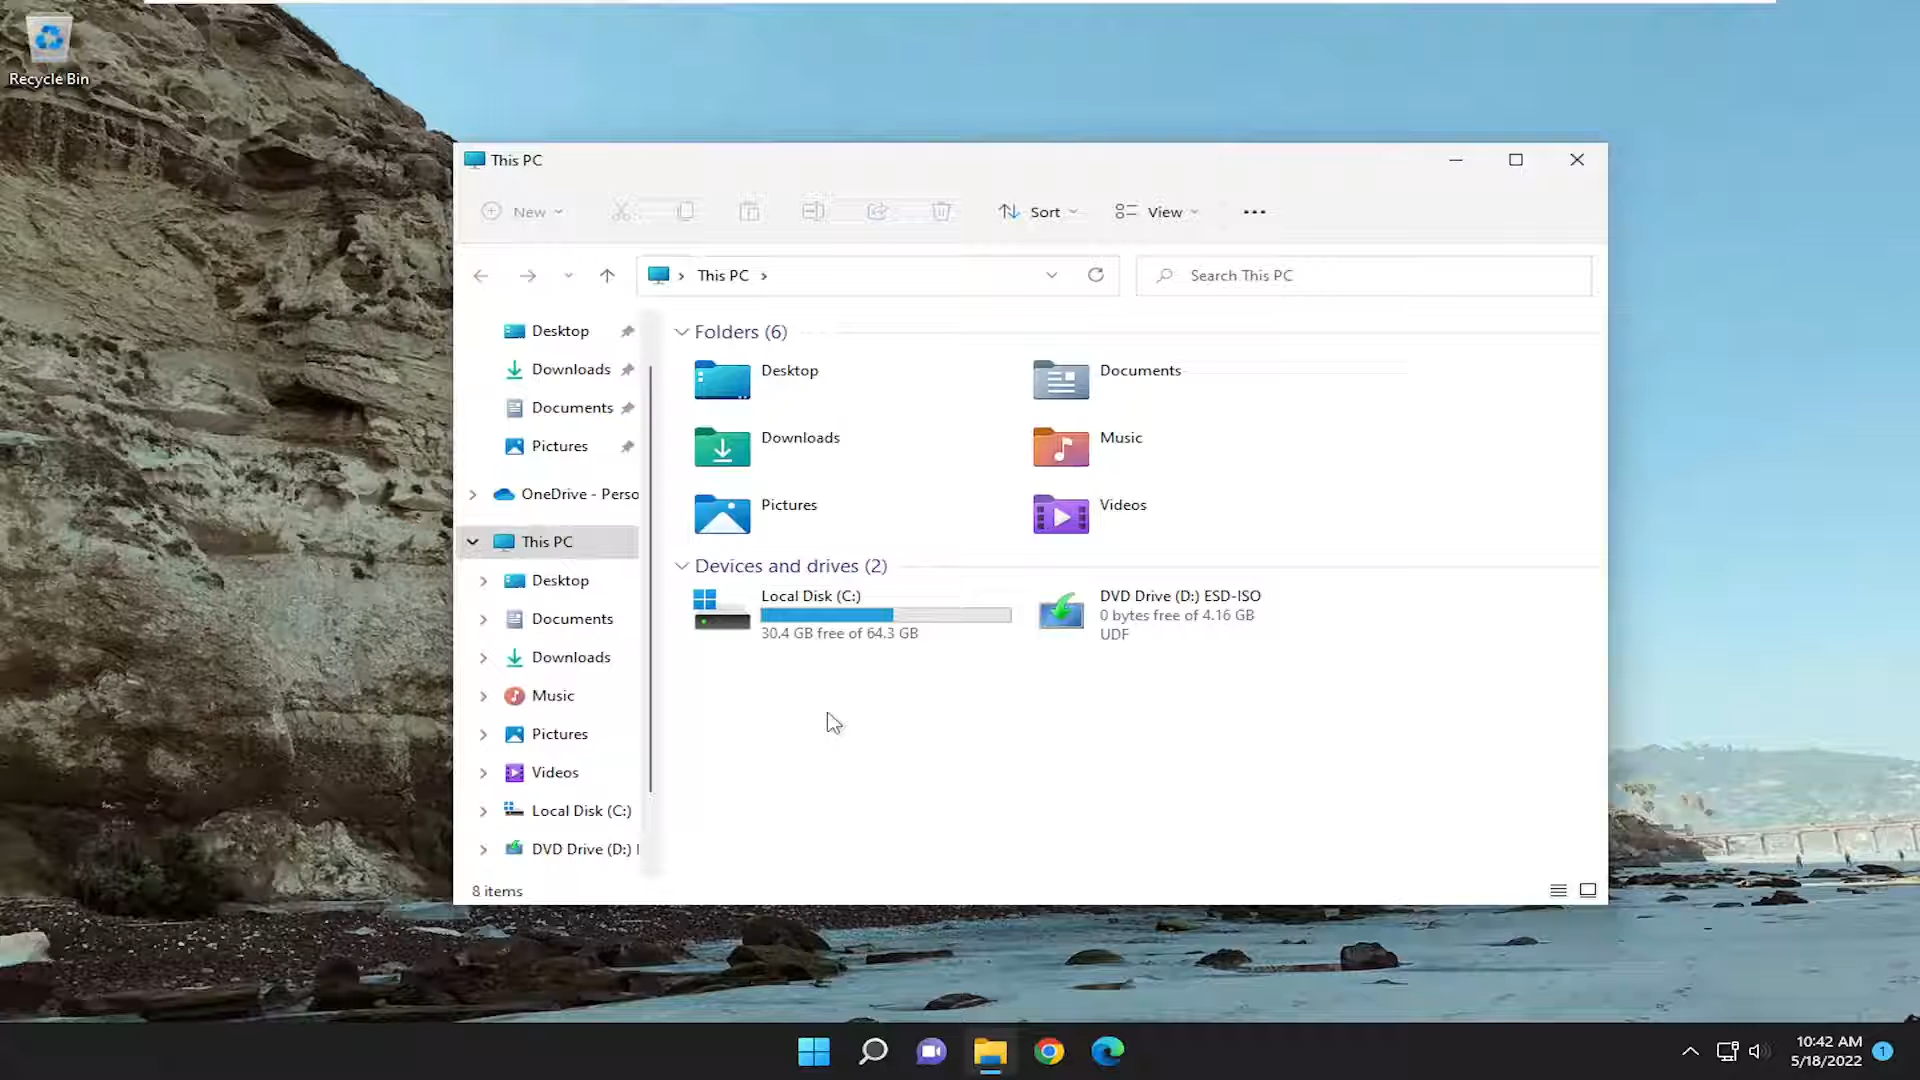 Recycle Bin
This PC
New
Sort
View
This PC
Search This PC
Desktop
Downloads
Documents
Pictures
OneDrive - Perso
This PC
Desktop
Documents
Downloads
Music
Pictures
Videos
Local Disk (C:)
DVD Drive (D:)
Folders (6)
Desktop
Documents
Downloads
Music
Pictures
Videos
Devices and drives (2)
Local Disk (C:)
30.4 GB free of 64.3 GB
DVD Drive (D:) ESD-ISO
0 bytes free of 4.16 GB
UDF
8 items
10:42 AM
5/18/2022
1